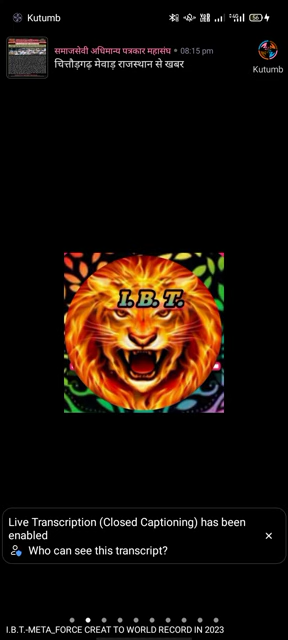 Kutumb
56
समाजसेवी अधिमान्य पत्रकार महासंघ • 08:15 pm
चित्तौड़गढ़ मेवाड़ राजस्थान से खबर
Kutumb
I.B.T.
Live Transcription (Closed Captioning) has been
enabled
Who can see this transcript?
I.B.T.-META_FORCE CREAT TO WORLD RECORD IN 2023